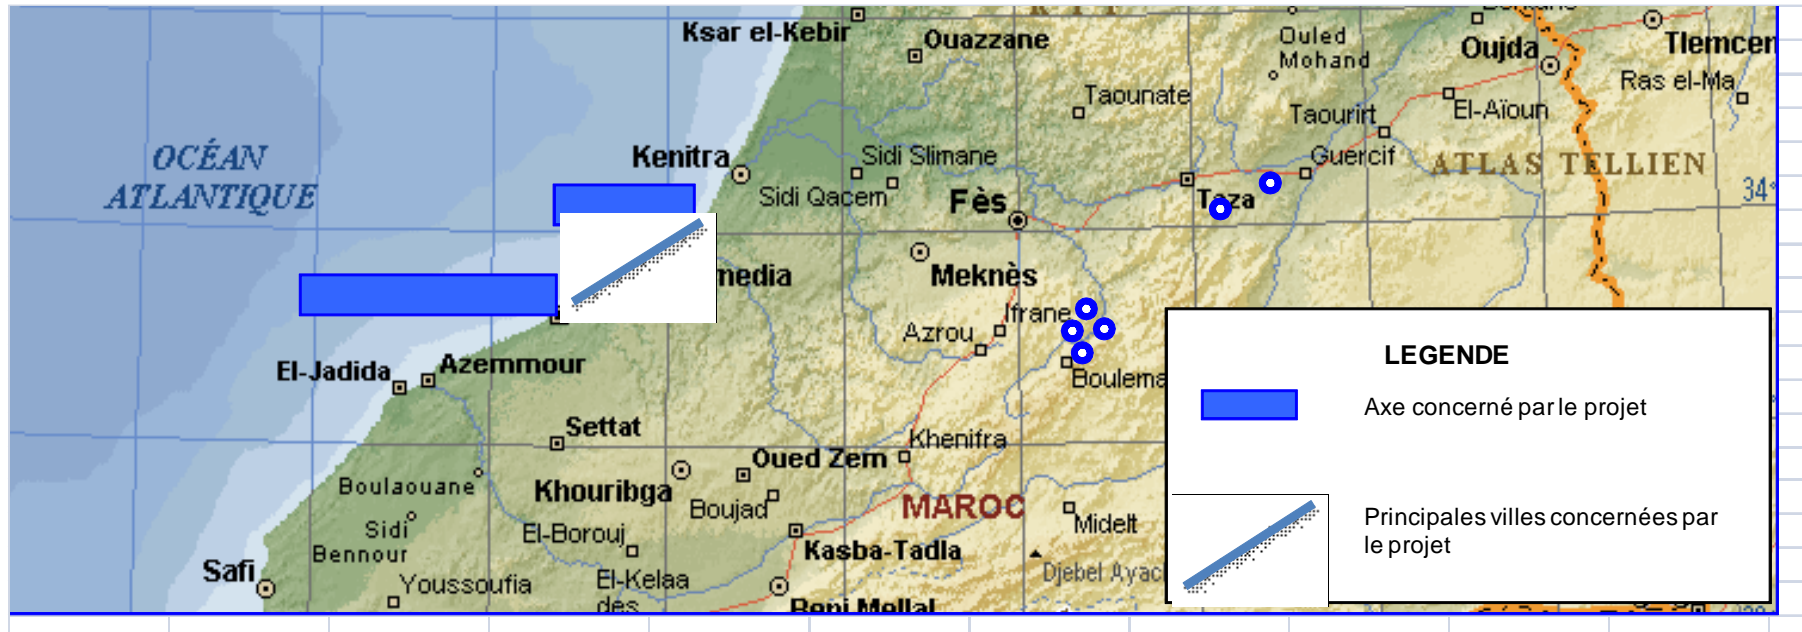 Ksar el-Kebir
Ouazzane
Ouled
Mohand
Oujda
Tlemcen
Ras el-Ma
Taounate
Taourirt
El-Aïoun
OCÉAN
ATLANTIQUE
Kenitra
Sidi Slimane
Guercif
ATLAS TELLIEN
Sidi Qacem
Fès
Taza
34°
media
Meknès
Ifrane
Azrou
El-Jadida
Azemmour
Boulema
LEGENDE
Axe concerné par le projet
Settat
Khenifra
Oued Zem
Boulaouane
Khouribga
Boujad
MAROC
Midelt
Sidi
Bennour
El-Borouj
Kasba-Tadla
Principales villes concernées par
le projet
Safi
Youssoufia
El-Kelaa
des
Djebel Ayach
Beni Mellal